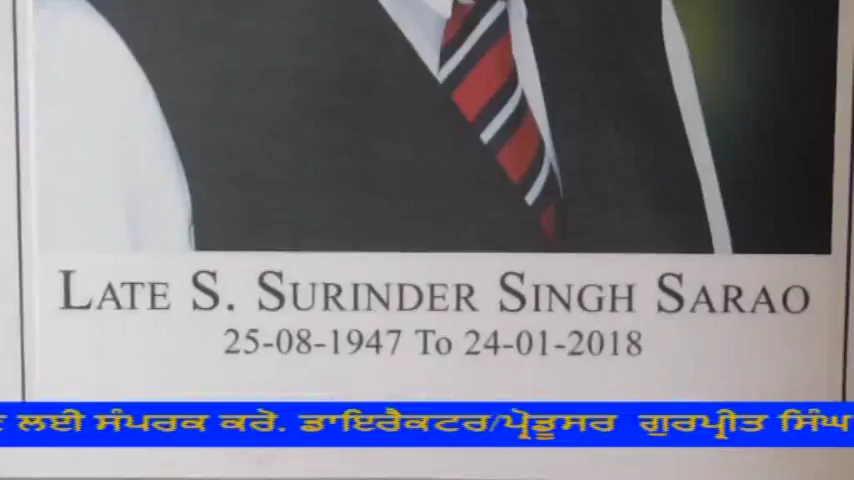 LATE S. SURINDER SINGH SARAO
25-08-1947 TO 24-01-2018
ਲਈ ਸੰਪਰਕ ਕਰੋ. ਡਾਇਰੈਕਟਰ/ਪ੍ਰੋਡੂਸਰ ਗੁਰਪ੍ਰੀਤ ਸਿੰਘ